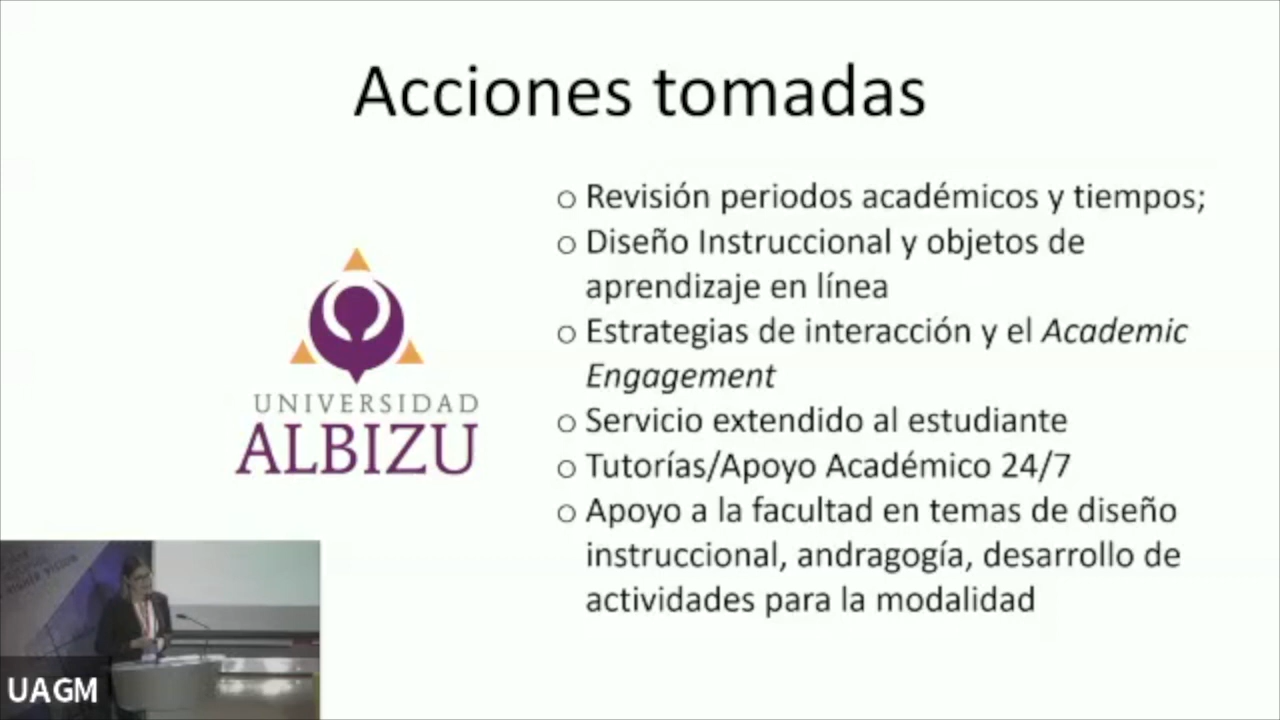 Acciones tomadas
o Revisión periodos académicos y tiempos;
o Diseño Instruccional y objetos de
aprendizaje en línea
o Estrategias de interacción y el Academic
Engagement
o Servicio extendido al estudiante
o Tutorías/Apoyo Académico 24/7
o Apoyo a la facultad en temas de diseño
instruccional, andragogía, desarrollo de
actividades para la modalidad
UNIVERSIDAD
ALBIZU
UAGM